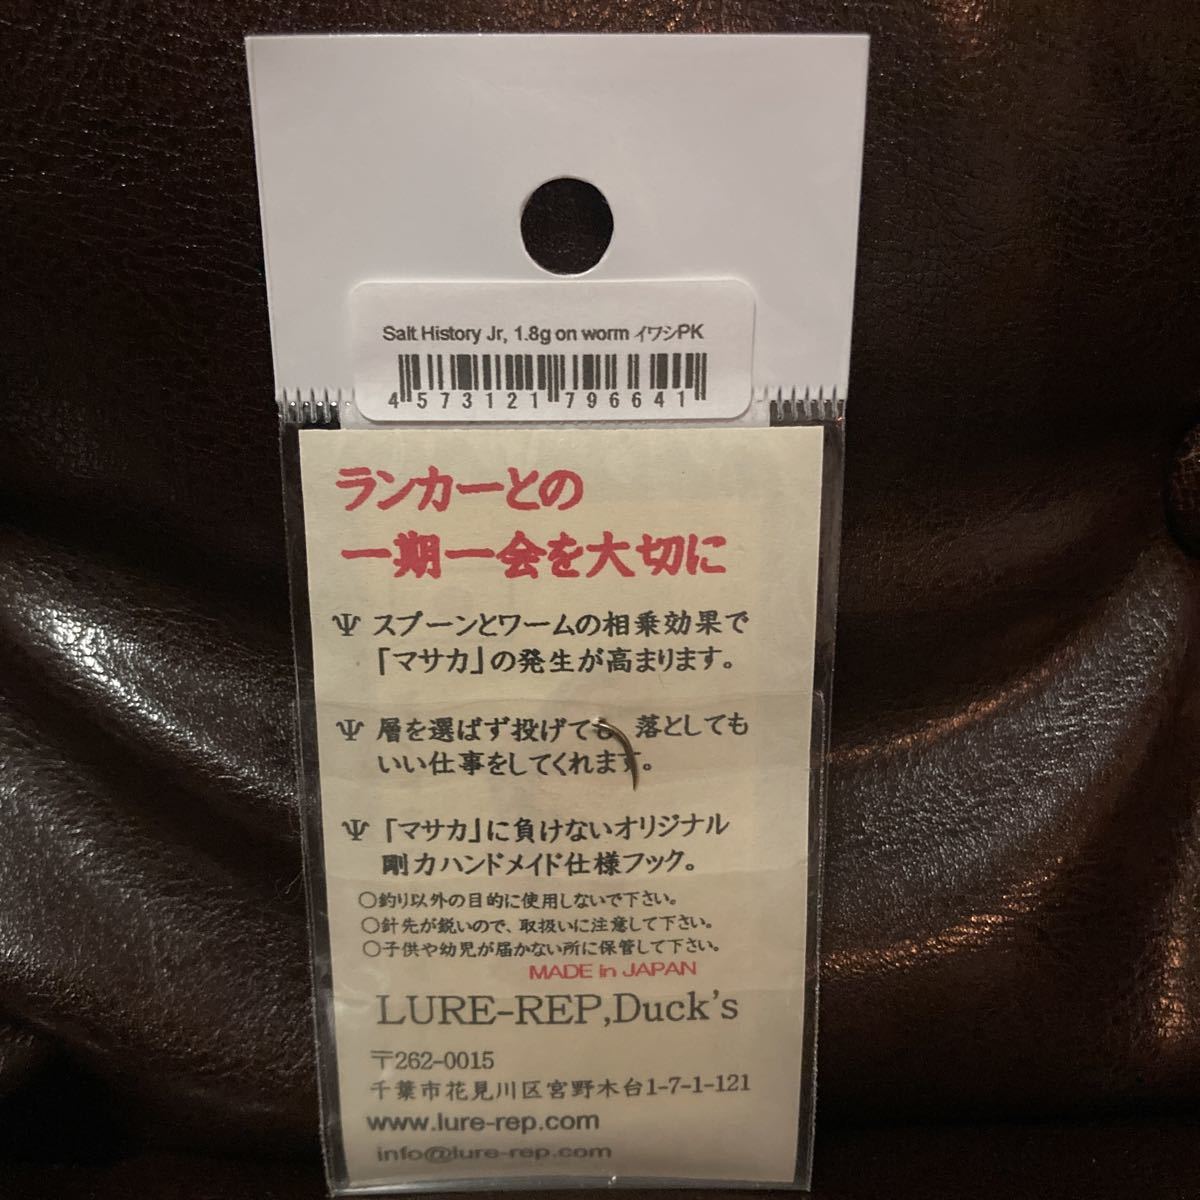 Salt History Jr, 1.8g on worm イワシPK
4 573121 796641
ランカーとの
一期一会を大切に
Ψ スプーンとワームの相乗効果で
「マサカ」の発生が高まります。
Ψ 層を選ばず投げても、落としても
いい仕事をしてくれます。
Ψ 「マサカ」に負けないオリジナル
剛力ハンドメイド仕様フック。
○釣り以外の目的に使用しないで下さい。
○針先が鋭いので、取扱いに注意して下さい。
○子供や幼児が届かない所に保管して下さい。
MADE in JAPAN
LURE-REP,Duck's
〒262-0015
千葉市花見川区宮野木台1-7-1-121
www.lure-rep.com
info@lure-rep.com